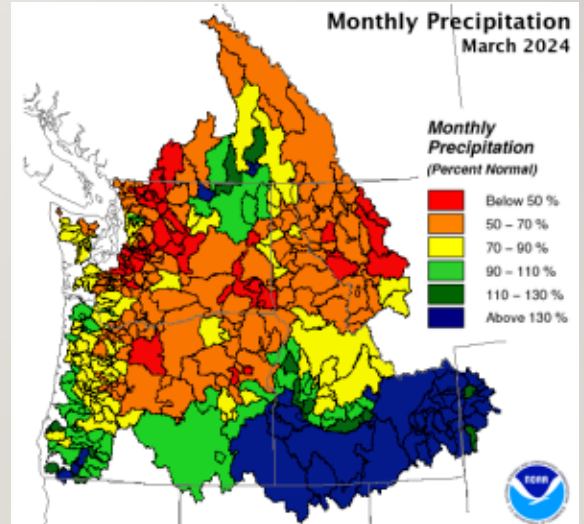 Monthly Precipitation
March 2024
Monthly
Precipitation
(Percent Normal)
Below 50 %
50 – 70 %
70 – 90 %
90 – 110 %
110 – 130 %
Above 130 %
NOAA